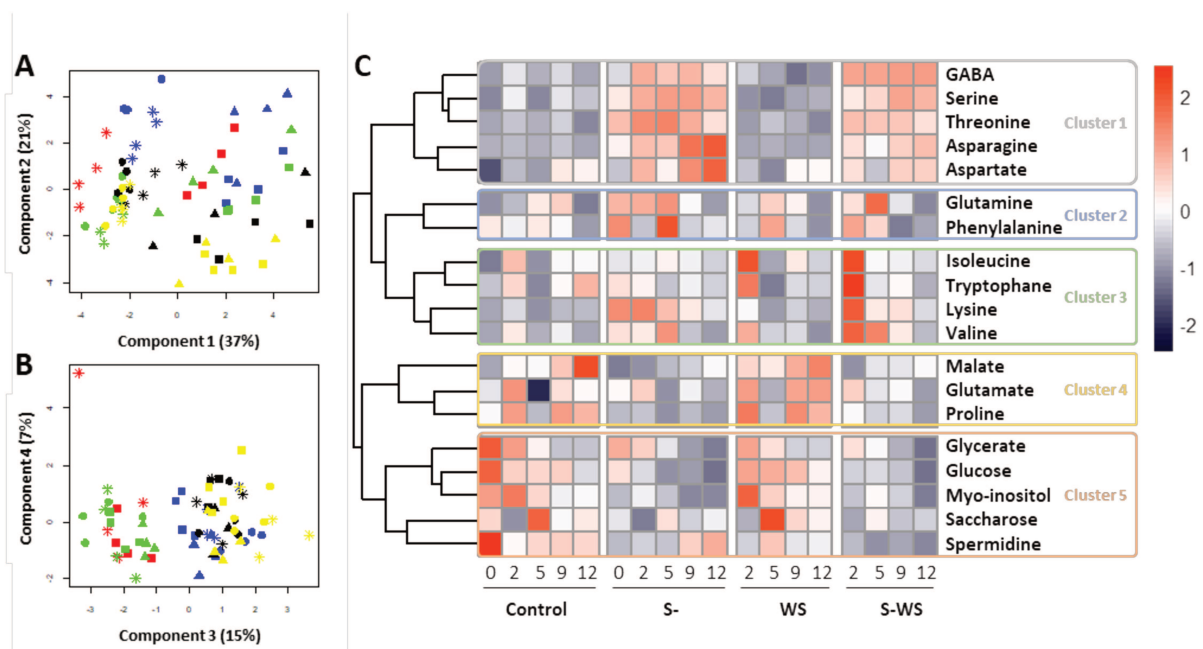 A
4
2
0
-2
-4
-4
-2
0
2
4
Component 2 (21%)
Component 1 (37%)
B
4
2
0
-2
-3
-2
-1
0
1
2
3
Component 4 (7%)
Component 3 (15%)
C
GABA
Serine
Threonine
Asparagine
Aspartate
Cluster 1
Glutamine
Phenylalanine
Cluster 2
Isoleucine
Tryptophane
Lysine
Valine
Cluster 3
Malate
Glutamate
Proline
Cluster 4
Glycerate
Glucose
Myo-inositol
Saccharose
Spermidine
Cluster 5
0 2 5 9 12 0 2 5 9 12 2 5 9 12 2 5 9 12
Control S- WS S-WS
2
1
0
-1
-2